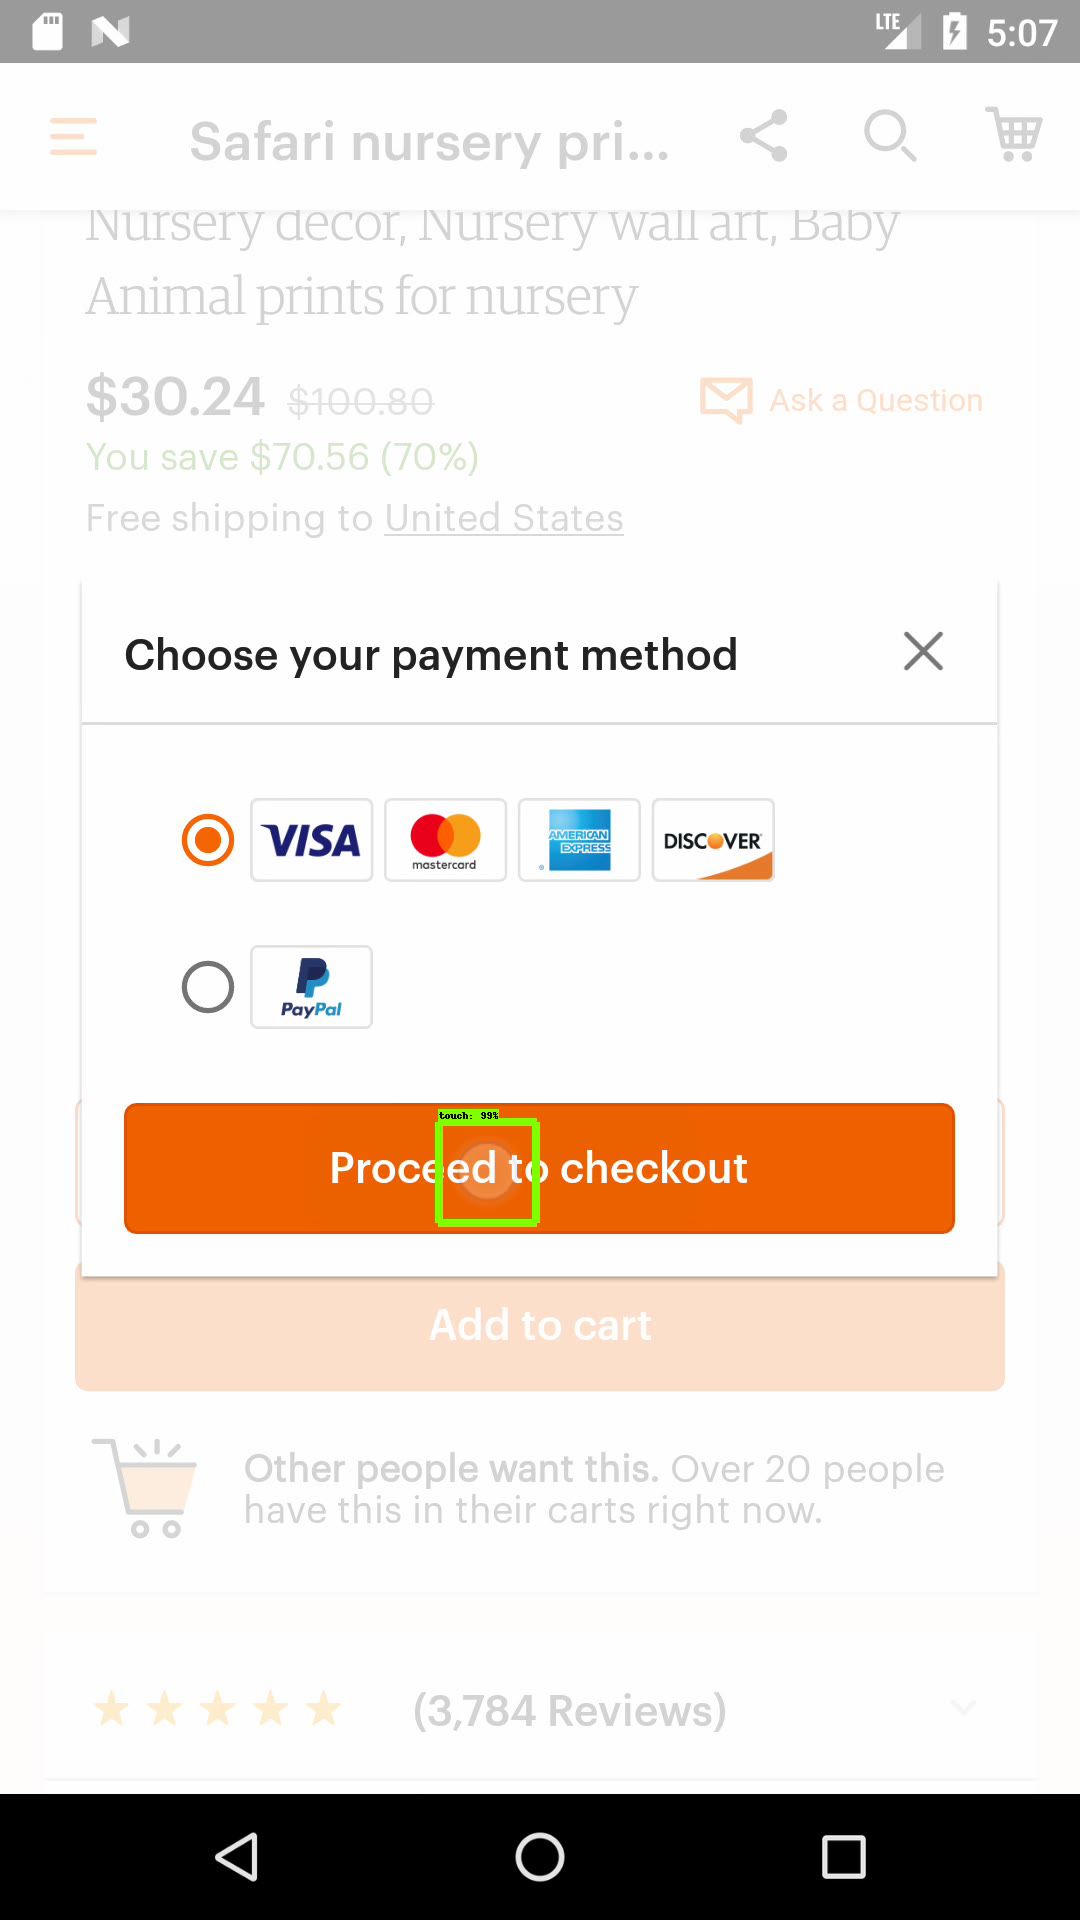 LTE 5:07
Safari nursery pri...
Nursery decor, Nursery wall art, Baby
Animal prints for nursery
$30.24 $100.80
Ask a Question
You save $70.56 (70%)
Free shipping to United States
Choose your payment method
VISA mastercard AMERICAN EXPRESS DISCOVER
PayPal
touch: 99%
Proceed to checkout
Add to cart
Other people want this. Over 20 people
have this in their carts right now.
(3,784 Reviews)